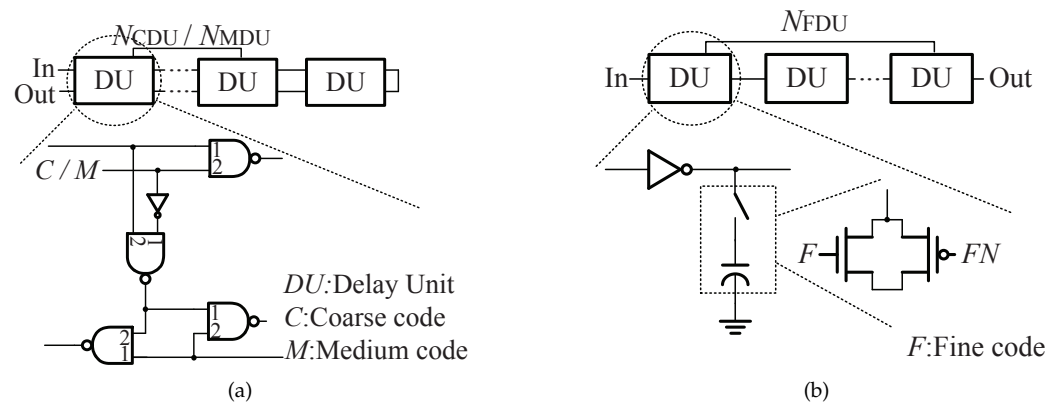 NCDU / NMDU
In
Out
DU
DU
DU
C / M
1
2
1
2
1
2
2
1
DU:Delay Unit
C:Coarse code
M:Medium code
(a)
NFDU
In
DU
DU
DU
Out
F
FN
F:Fine code
(b)